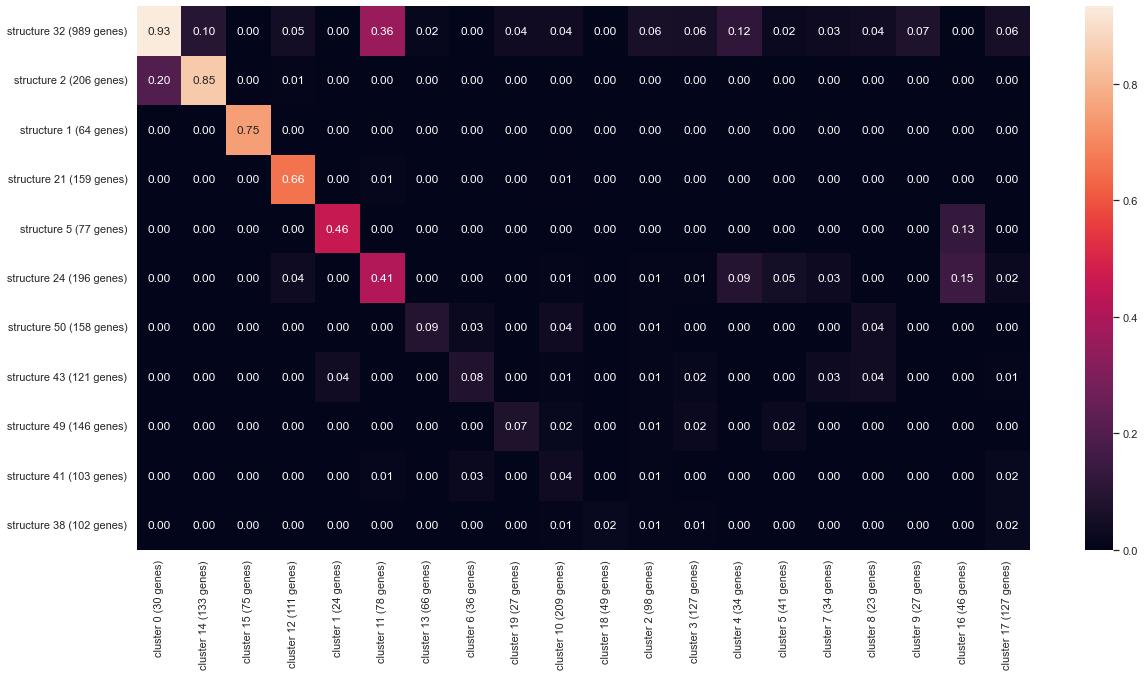 structure 32 (989 genes) 0.93 0.10 0.00 0.05 0.00 0.36 0.02 0.00 0.04 0.04 0.00 0.06 0.06 0.12 0.02 0.03 0.04 0.07 0.00 0.06
structure 2 (206 genes) 0.20 0.85 0.00 0.01 0.00 0.00 0.00 0.00 0.00 0.00 0.00 0.00 0.00 0.00 0.00 0.00 0.00 0.00 0.00 0.00
0.8
structure 1 (64 genes) 0.00 0.00 0.75 0.00 0.00 0.00 0.00 0.00 0.00 0.00 0.00 0.00 0.00 0.00 0.00 0.00 0.00 0.00 0.00 0.00
structure 21 (159 genes) 0.00 0.00 0.00 0.66 0.00 0.01 0.00 0.00 0.00 0.01 0.00 0.00 0.00 0.00 0.00 0.00 0.00 0.00 0.00 0.00
0.6
structure 5 (77 genes) 0.00 0.00 0.00 0.00 0.46 0.00 0.00 0.00 0.00 0.00 0.00 0.00 0.00 0.00 0.00 0.00 0.00 0.00 0.13 0.00
structure 24 (196 genes) 0.00 0.00 0.00 0.04 0.00 0.41 0.00 0.00 0.00 0.01 0.00 0.01 0.01 0.09 0.05 0.03 0.00 0.00 0.15 0.02
0.4
structure 50 (158 genes) 0.00 0.00 0.00 0.00 0.00 0.00 0.09 0.03 0.00 0.04 0.00 0.01 0.00 0.00 0.00 0.00 0.04 0.00 0.00 0.00
structure 43 (121 genes) 0.00 0.00 0.00 0.00 0.04 0.00 0.00 0.08 0.00 0.01 0.00 0.01 0.02 0.00 0.00 0.03 0.04 0.00 0.00 0.01
structure 49 (146 genes) 0.00 0.00 0.00 0.00 0.00 0.00 0.00 0.00 0.07 0.02 0.00 0.01 0.02 0.00 0.02 0.00 0.00 0.00 0.00 0.00
0.2
structure 41 (103 genes) 0.00 0.00 0.00 0.00 0.00 0.01 0.00 0.03 0.00 0.04 0.00 0.01 0.00 0.00 0.00 0.00 0.00 0.00 0.00 0.02
structure 38 (102 genes) 0.00 0.00 0.00 0.00 0.00 0.00 0.00 0.00 0.00 0.01 0.02 0.01 0.01 0.00 0.00 0.00 0.00 0.00 0.00 0.02
0.0
cluster 0 (30 genes)
cluster 14 (133 genes)
cluster 15 (75 genes)
cluster 12 (111 genes)
cluster 1 (24 genes)
cluster 11 (78 genes)
cluster 13 (66 genes)
cluster 6 (36 genes)
cluster 19 (27 genes)
cluster 10 (209 genes)
cluster 18 (49 genes)
cluster 2 (98 genes)
cluster 3 (127 genes)
cluster 4 (34 genes)
cluster 5 (41 genes)
cluster 7 (34 genes)
cluster 8 (23 genes)
cluster 9 (27 genes)
cluster 16 (46 genes)
cluster 17 (127 genes)